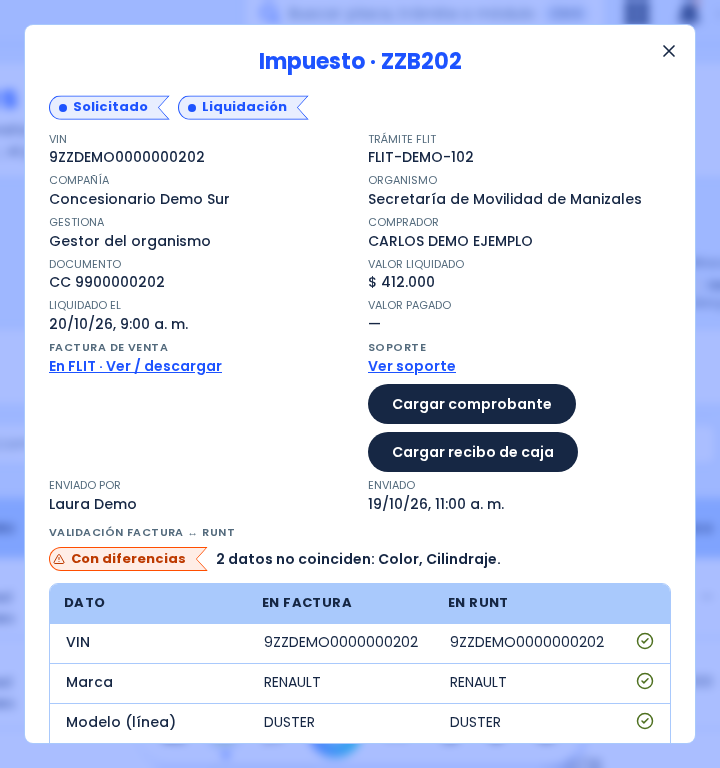 Impuesto · ZZB202
Solicitado
Liquidación
VIN
9ZZDEMO0000000202
TRÁMITE FLIT
FLIT-DEMO-102
COMPAÑÍA
Concesionario Demo Sur
ORGANISMO
Secretaría de Movilidad de Manizales
GESTIONA
Gestor del organismo
COMPRADOR
CARLOS DEMO EJEMPLO
DOCUMENTO
CC 9900000202
VALOR LIQUIDADO
$ 412.000
LIQUIDADO EL
20/10/26, 9:00 a. m.
VALOR PAGADO
—
FACTURA DE VENTA
En FLIT · Ver / descargar
SOPORTE
Ver soporte
Cargar comprobante
Cargar recibo de caja
ENVIADO POR
Laura Demo
ENVIADO
19/10/26, 11:00 a. m.
VALIDACIÓN FACTURA ↔ RUNT
Con diferencias
2 datos no coinciden: Color, Cilindraje.
DATO EN FACTURA EN RUNT
VIN 9ZZDEMO0000000202 9ZZDEMO0000000202
Marca RENAULT RENAULT
Modelo (línea) DUSTER DUSTER